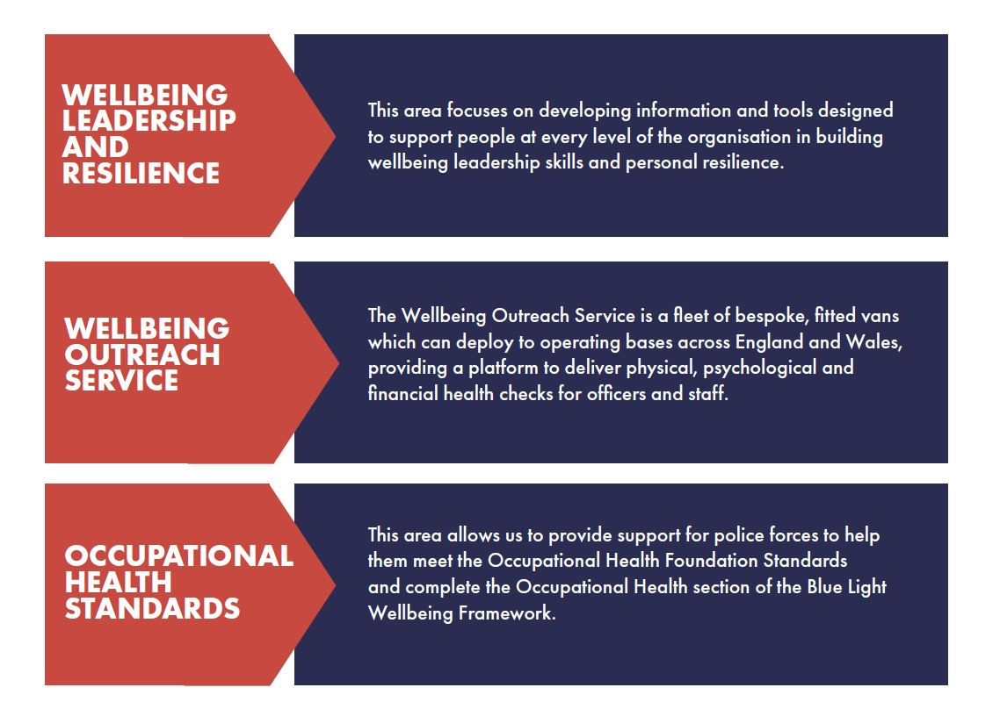 WELLBEING
LEADERSHIP
AND
RESILIENCE
This area focuses on developing information and tools designed
to support people at every level of the organisation in building
wellbeing leadership skills and personal resilience.
WELLBEING
OUTREACH
SERVICE
The Wellbeing Outreach Service is a fleet of bespoke, fitted vans
which can deploy to operating bases across England and Wales,
providing a platform to deliver physical, psychological and
financial health checks for officers and staff.
OCCUPATIONAL
HEALTH
STANDARDS
This area allows us to provide support for police forces to help
them meet the Occupational Health Foundation Standards
and complete the Occupational Health section of the Blue Light
Wellbeing Framework.